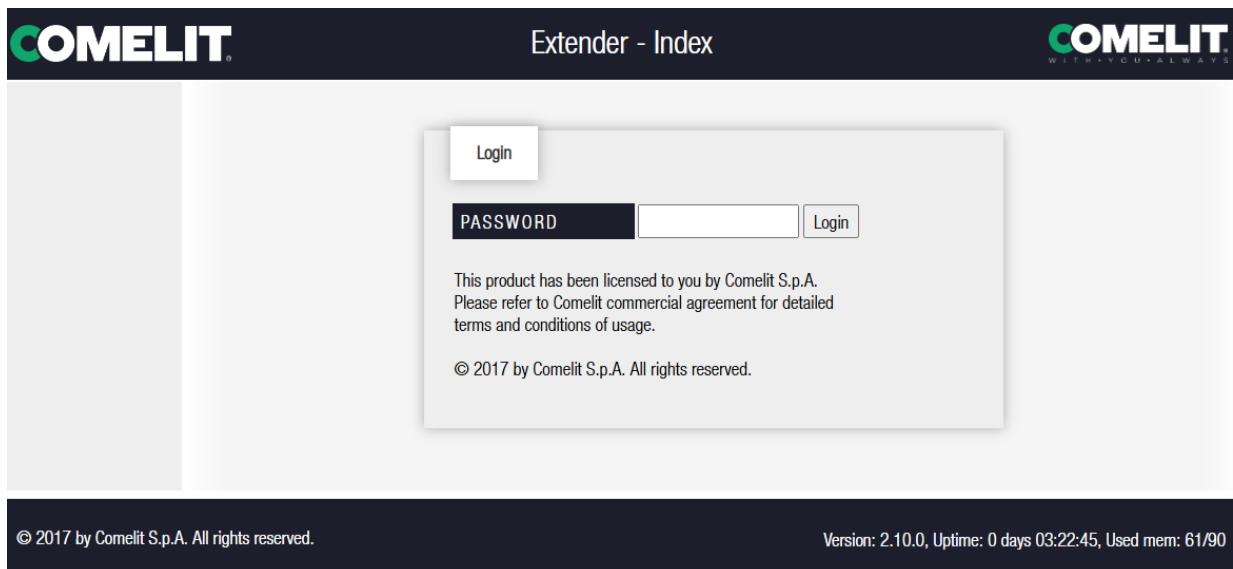 COMELIT
Extender - Index
COMELIT
WITH•YOU•ALWAYS
Login
PASSWORD
Login
This product has been licensed to you by Comelit S.p.A.
Please refer to Comelit commercial agreement for detailed
terms and conditions of usage.
© 2017 by Comelit S.p.A. All rights reserved.
© 2017 by Comelit S.p.A. All rights reserved.
Version: 2.10.0, Uptime: 0 days 03:22:45, Used mem: 61/90